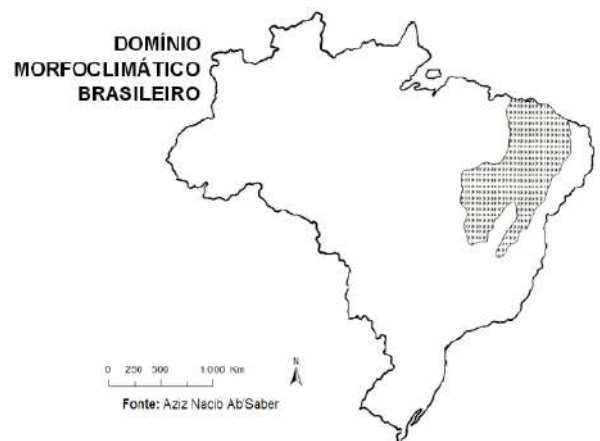 DOMÍNIO
MORFOCLIMÁTICO
BRASILEIRO
N
0 250 500 1.000 Km
Fonte: Aziz Nacib Ab'Saber